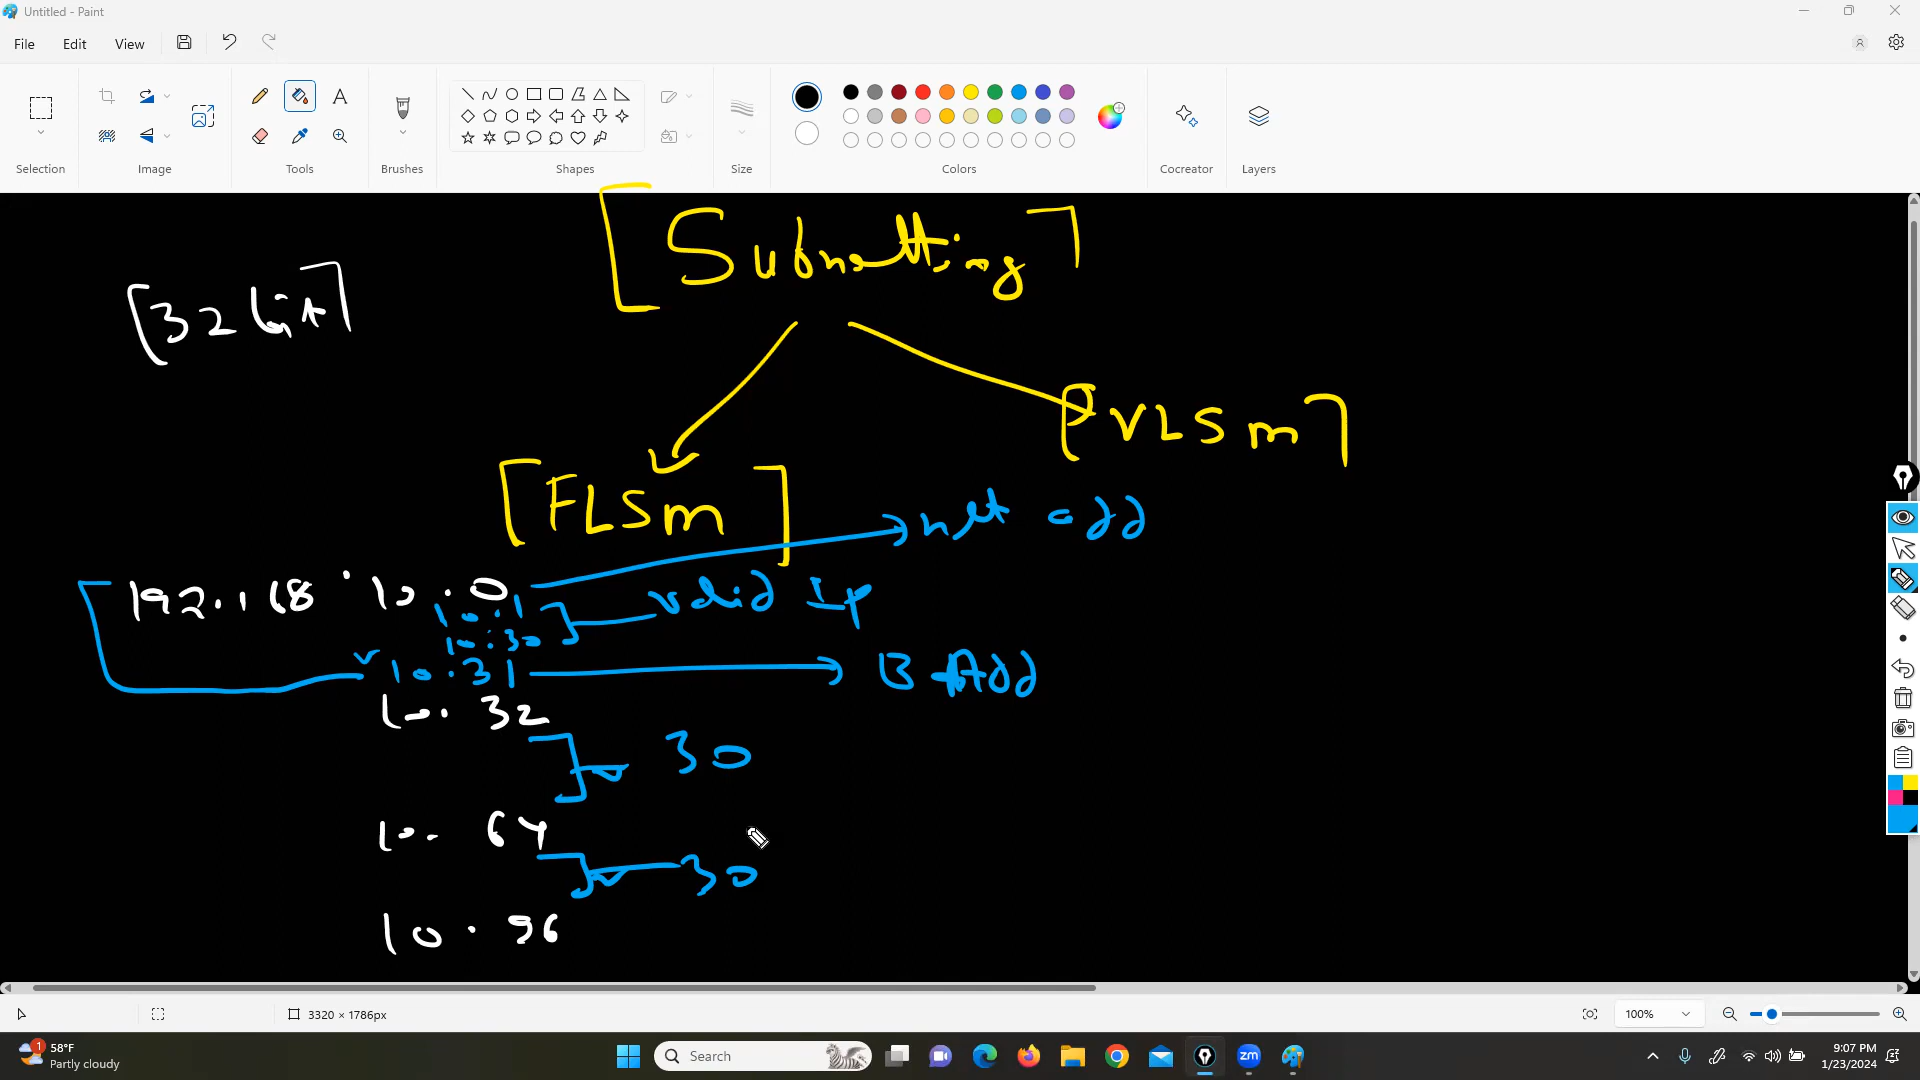 Untitled - Paint
File Edit View
Selection Image Tools Brushes Shapes Size Colors Cocreator Layers
[Subnetting]
[32 bit]
[VLSm]
[FLSm]
net add
192.168.10.0
10.1
Valid Ip
10.30
10.31
B Add
10.32
30
10.64
30
10.96
3320 × 1786px
100%
58°F
Partly cloudy
1
Search
zm
9:07 PM
1/23/2024